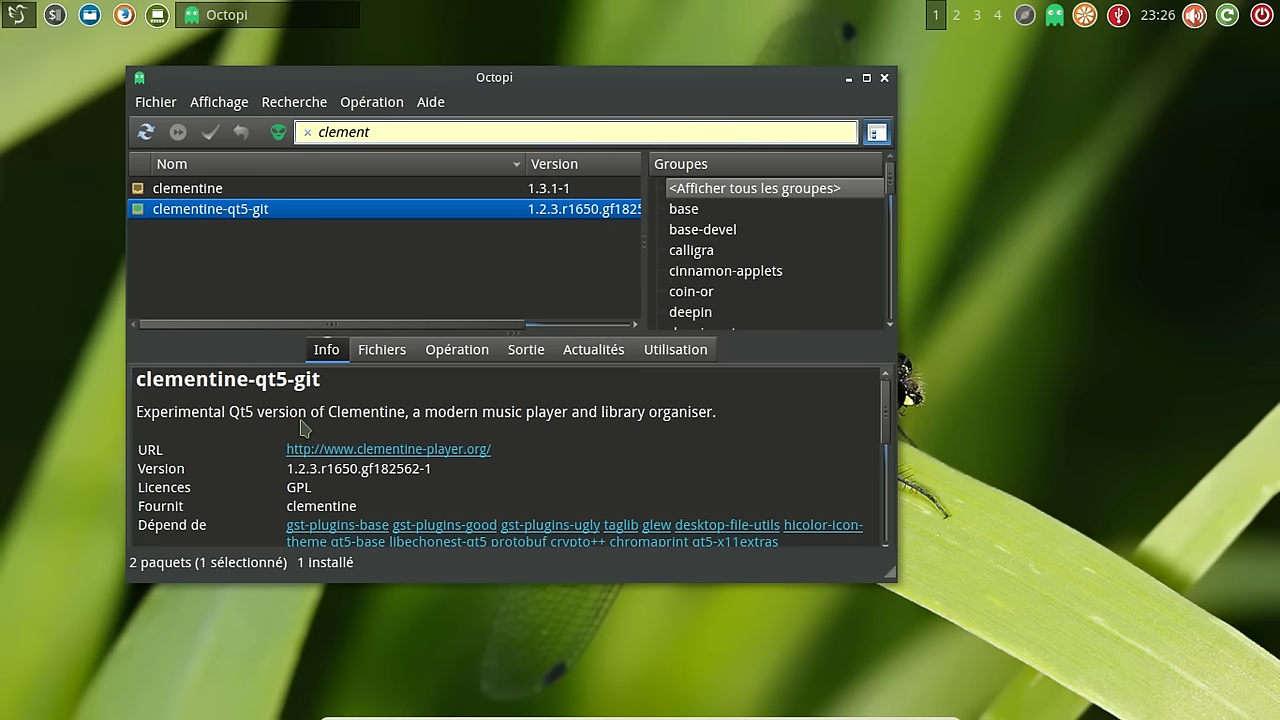 Octopi
1 2 3 4 23:26
Octopi
Fichier Affichage Recherche Opération Aide
clement
Nom Version Groupes
clementine 1.3.1-1 <Afficher tous les groupes>
clementine-qt5-git 1.2.3.r1650.gf1825 base
base-devel
calligra
cinnamon-applets
coin-or
deepin
Info Fichiers Opération Sortie Actualités Utilisation
clementine-qt5-git
Experimental Qt5 version of Clementine, a modern music player and library organiser.
URL http://www.clementine-player.org/
Version 1.2.3.r1650.gf182562-1
Licences GPL
Fournit clementine
Dépend de gst-plugins-base gst-plugins-good gst-plugins-ugly taglib glew desktop-file-utils hicolor-icon-
theme qt5-base libechonest-qt5 protobuf crypto++ chromaprint qt5-x11extras
2 paquets (1 sélectionné) 1 Installé